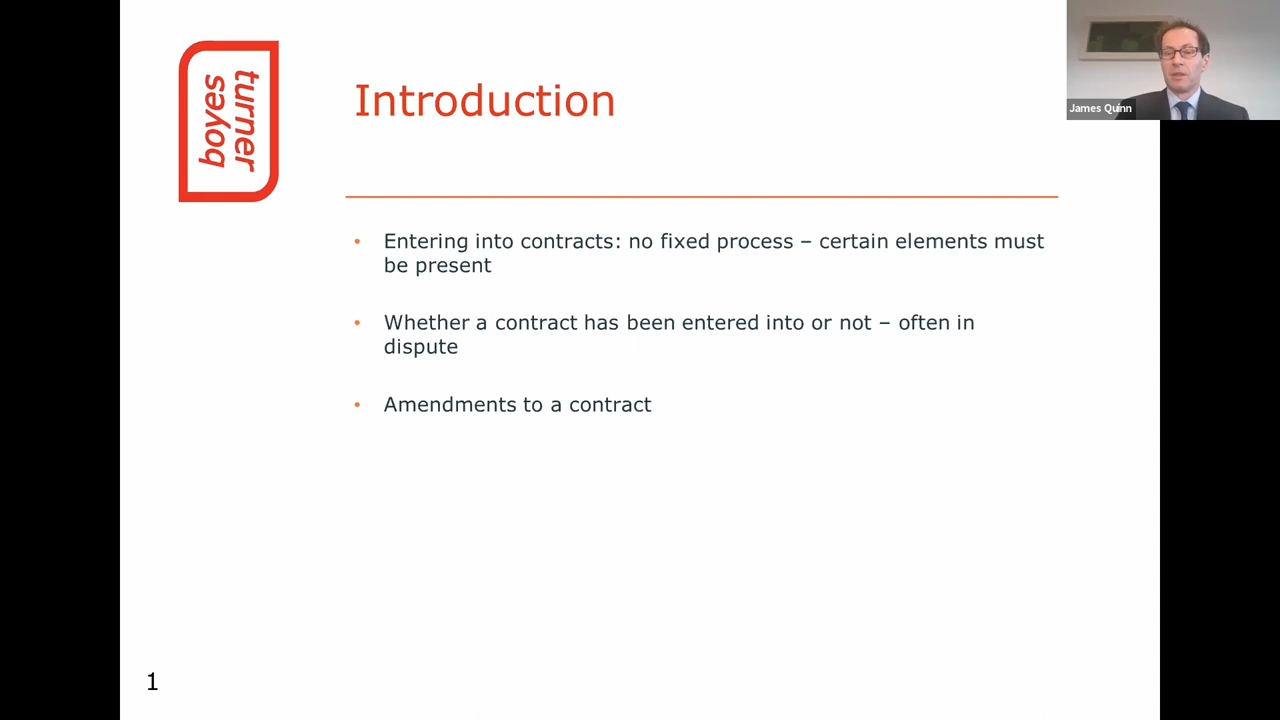 boyes
turner
Introduction
James Quinn
• Entering into contracts: no fixed process – certain elements must
be present
• Whether a contract has been entered into or not – often in
dispute
• Amendments to a contract
1